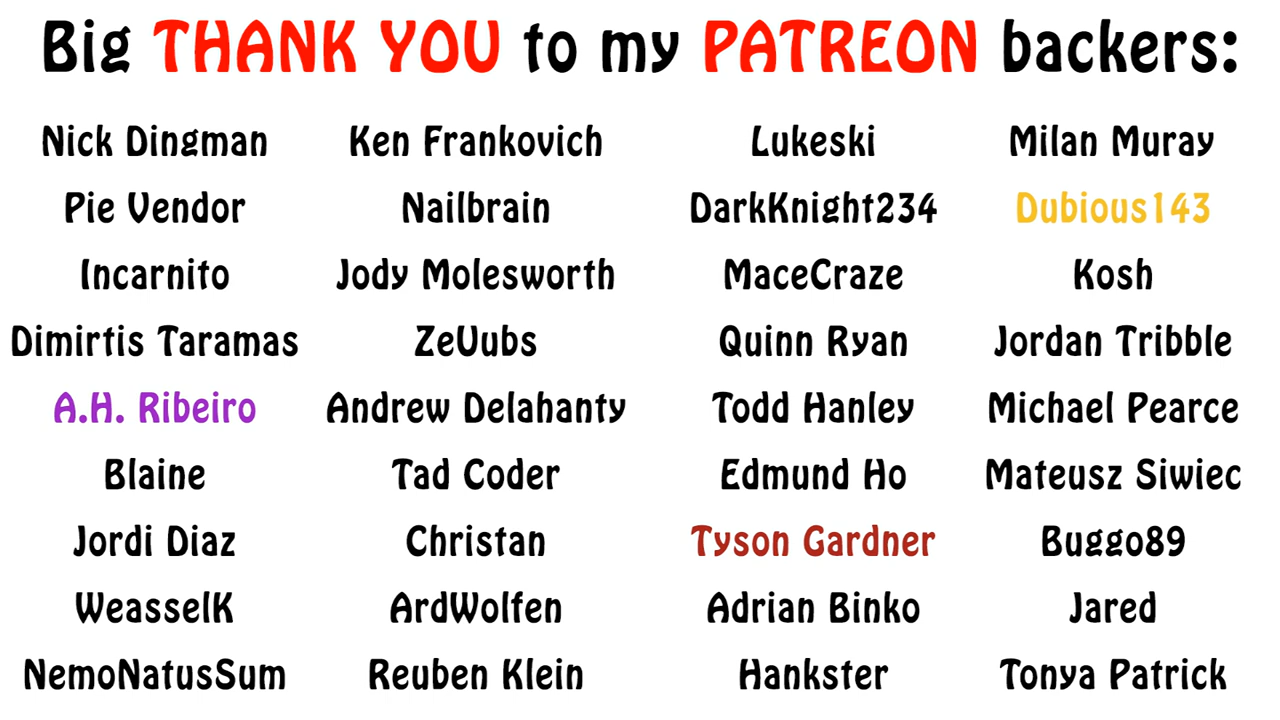 Big THANK YOU to my PATREON backers:
Nick Dingman Ken Frankovich Lukeski Milan Muray
Pie Vendor Nailbrain DarkKnight234 Dubious143
Incarnito Jody Molesworth MaceCraze Kosh
Dimirtis Taramas ZeVubs Quinn Ryan Jordan Tribble
A.H. Ribeiro Andrew Delahanty Todd Hanley Michael Pearce
Blaine Tad Coder Edmund Ho Mateusz Siwiec
Jordi Diaz Christan Tyson Gardner Buggo89
WeasselK ArdWolfen Adrian Binko Jared
NemoNatusSum Reuben Klein Hankster Tonya Patrick